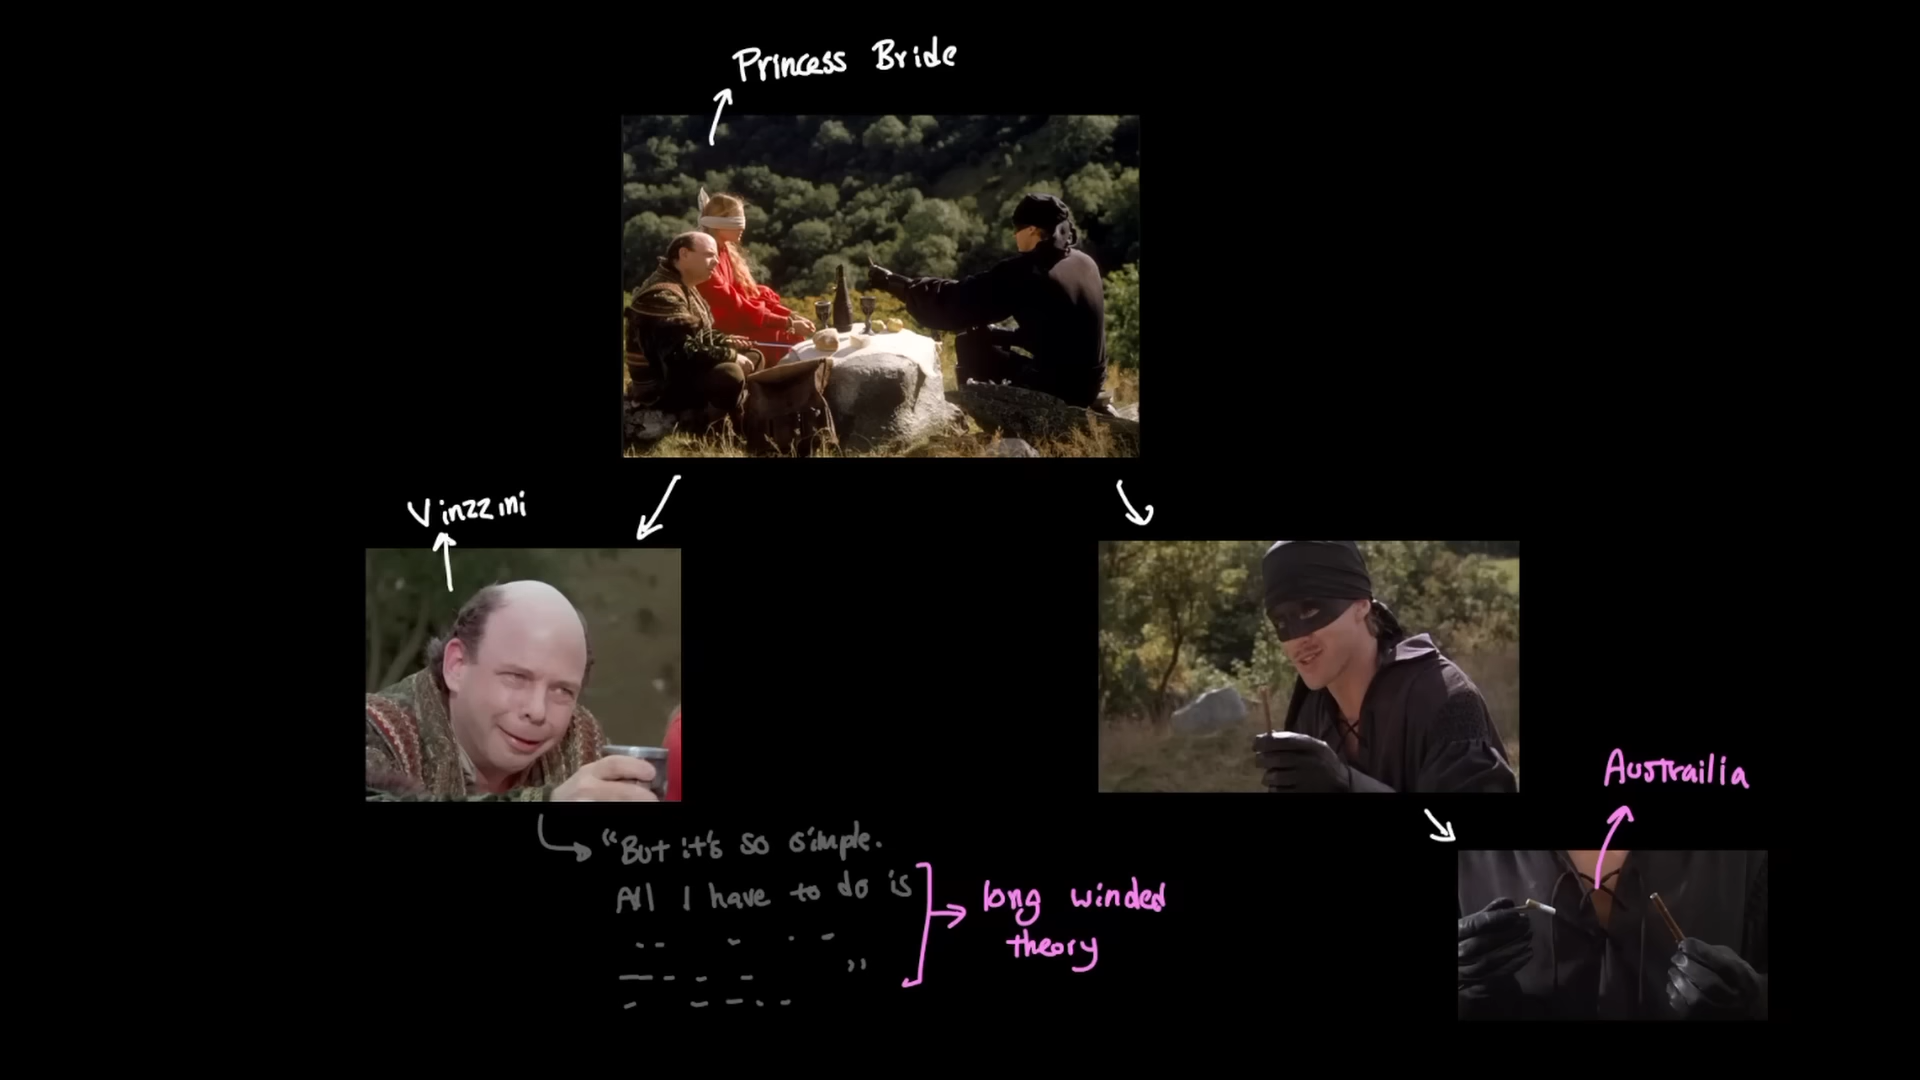 Princess Bride
Vinzzini
"But it's so simple.
All I have to do is
"
long winded
theory
Austrailia